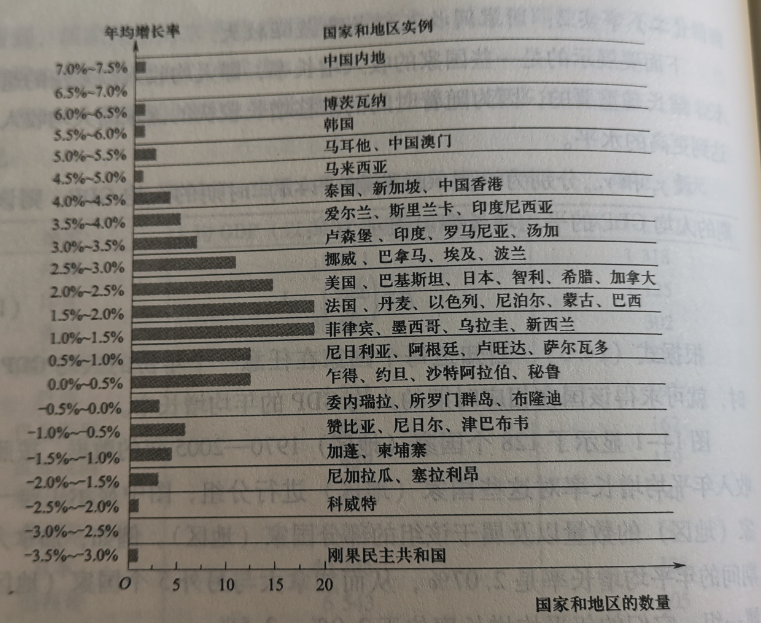 年均增长率 国家和地区实例
7.0%~7.5% 中国内地
6.5%~7.0%
6.0%~6.5% 博茨瓦纳
5.5%~6.0% 韩国
5.0%~5.5% 马耳他、中国澳门
4.5%~5.0% 马来西亚
4.0%~4.5% 泰国、新加坡、中国香港
3.5%~4.0% 爱尔兰、斯里兰卡、印度尼西亚
3.0%~3.5% 卢森堡、印度、罗马尼亚、汤加
2.5%~3.0% 挪威、巴拿马、埃及、波兰
2.0%~2.5% 美国、巴基斯坦、日本、智利、希腊、加拿大
1.5%~2.0% 法国、丹麦、以色列、尼泊尔、蒙古、巴西
1.0%~1.5% 菲律宾、墨西哥、乌拉圭、新西兰
0.5%~1.0% 尼日利亚、阿根廷、卢旺达、萨尔瓦多
0.0%~0.5% 乍得、约旦、沙特阿拉伯、秘鲁
-0.5%~0.0% 委内瑞拉、所罗门群岛、布隆迪
-1.0%~-0.5% 赞比亚、尼日尔、津巴布韦
-1.5%~-1.0% 加蓬、柬埔寨
-2.0%~-1.5% 尼加拉瓜、塞拉利昂
-2.5%~-2.0% 科威特
-3.0%~-2.5%
-3.5%~-3.0% 刚果民主共和国
O 5 10 15 20
国家和地区的数量